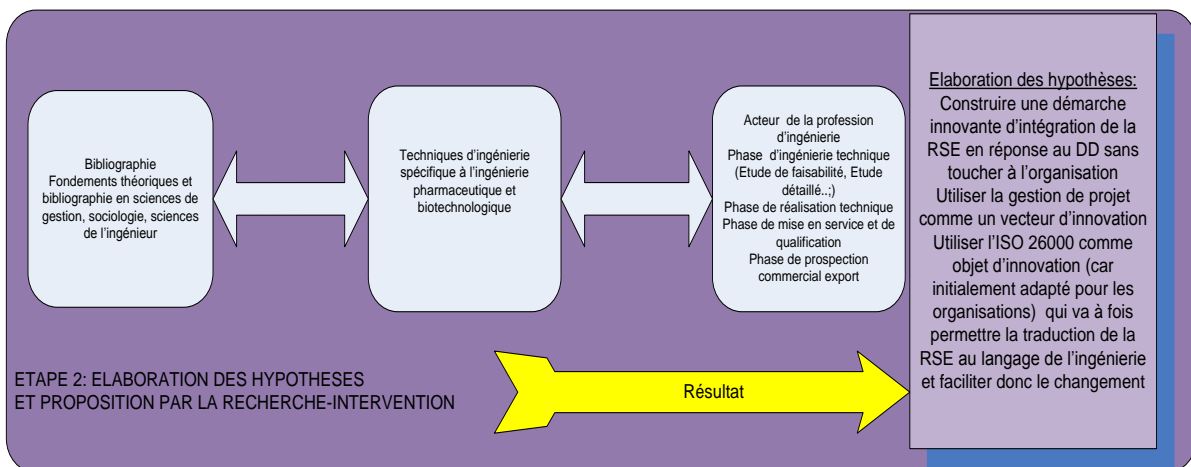 Bibliographie
Fondements théoriques et
bibliographie en sciences de
gestion, sociologie, sciences
de l'ingénieur
Techniques d'ingénierie
spécifique à l'ingénierie
pharmaceutique et
biotechnologique
Acteur de la profession
d'ingénierie
Phase d'ingénierie technique
(Etude de faisabilité, Etude
détaillé..;)
Phase de réalisation technique
Phase de mise en service et de
qualification
Phase de prospection
commercial export
Elaboration des hypothèses:
Construire une démarche
innovante d'intégration de la
RSE en réponse au DD sans
toucher à l'organisation
Utiliser la gestion de projet
comme un vecteur d'innovation
Utiliser l'ISO 26000 comme
objet d'innovation (car
initialement adapté pour les
organisations) qui va à fois
permettre la traduction de la
RSE au langage de l'ingénierie
et faciliter donc le changement
ETAPE 2: ELABORATION DES HYPOTHESES
ET PROPOSITION PAR LA RECHERCHE-INTERVENTION
Résultat